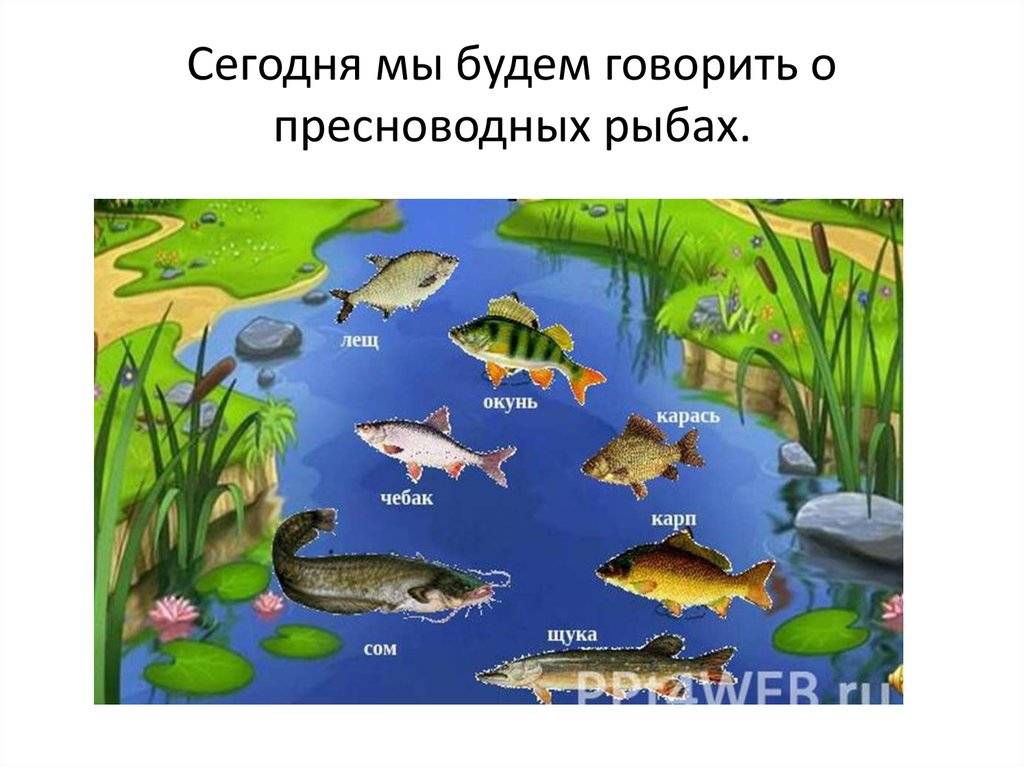 Сегодня мы будем говорить о
пресноводных рыбах.
лещ
окунь
карась
чебак
карп
щука
сом
PPt4WEB.ru